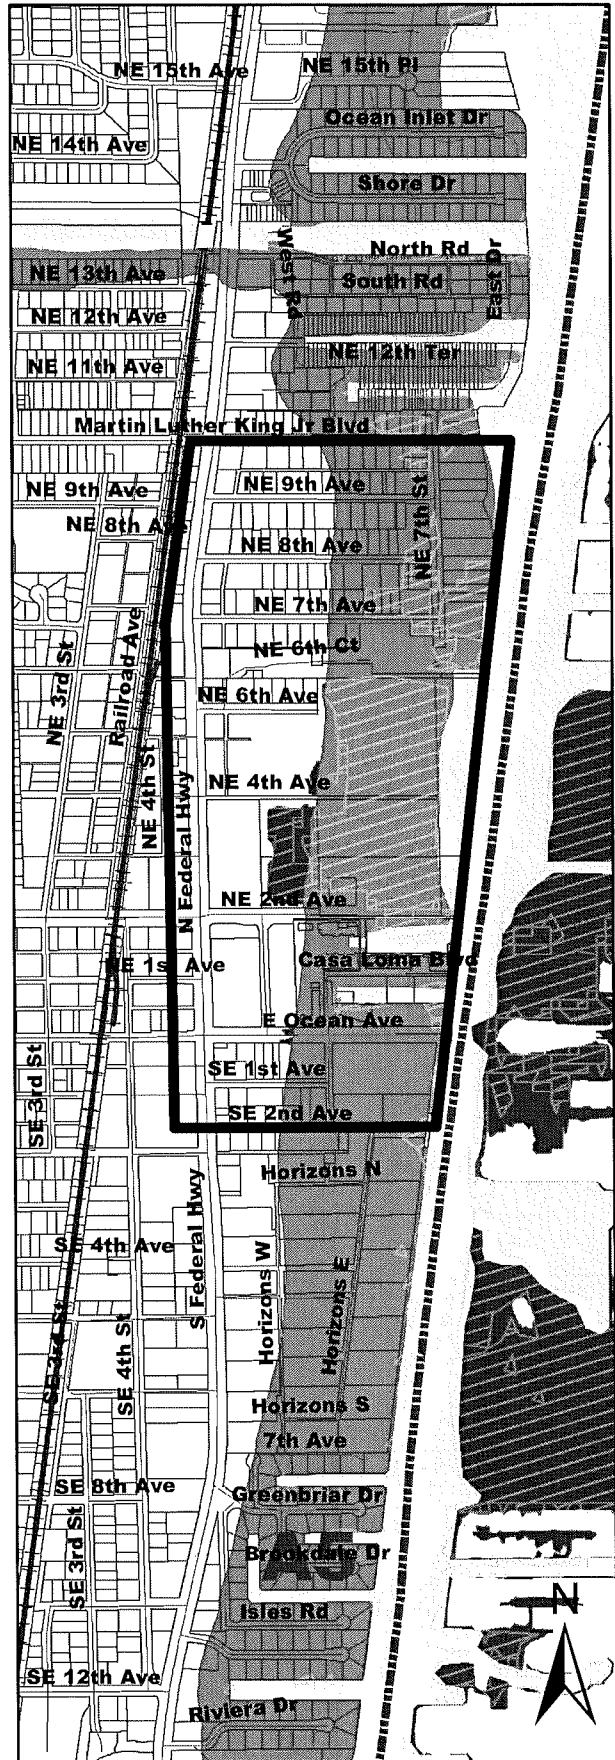 NE 15th Ave
NE 15th Pl
Ocean Inlet Dr
NE 14th Ave
Shore Dr
West Rd
North Rd
East Dr
NE 13th Ave
South Rd
NE 12th Ave
NE 12th Ter
NE 11th Ave
Martin Luther King Jr Blvd
NE 9th Ave
NE 9th Ave
NE 7th St
NE 8th Ave
NE 8th Ave
NE 7th Ave
Railroad Ave
NE 3rd St
NE 6th Ct
NE 6th Ave
NE 4th St
N Federal Hwy
NE 4th Ave
NE 2nd Ave
NE 1st Ave
Casa Loma Blvd
E Ocean Ave
SE 3rd St
SE 1st Ave
SE 2nd Ave
Horizons N
S Federal Hwy
SE 4th Ave
Horizons W
Horizons E
SE 3rd St
SE 4th St
Horizons S
7th Ave
SE 8th Ave
Greenbriar Dr
SE 3rd St
A5
Brookdale Dr
Isles Rd
N
SE 12th Ave
Riviera Dr